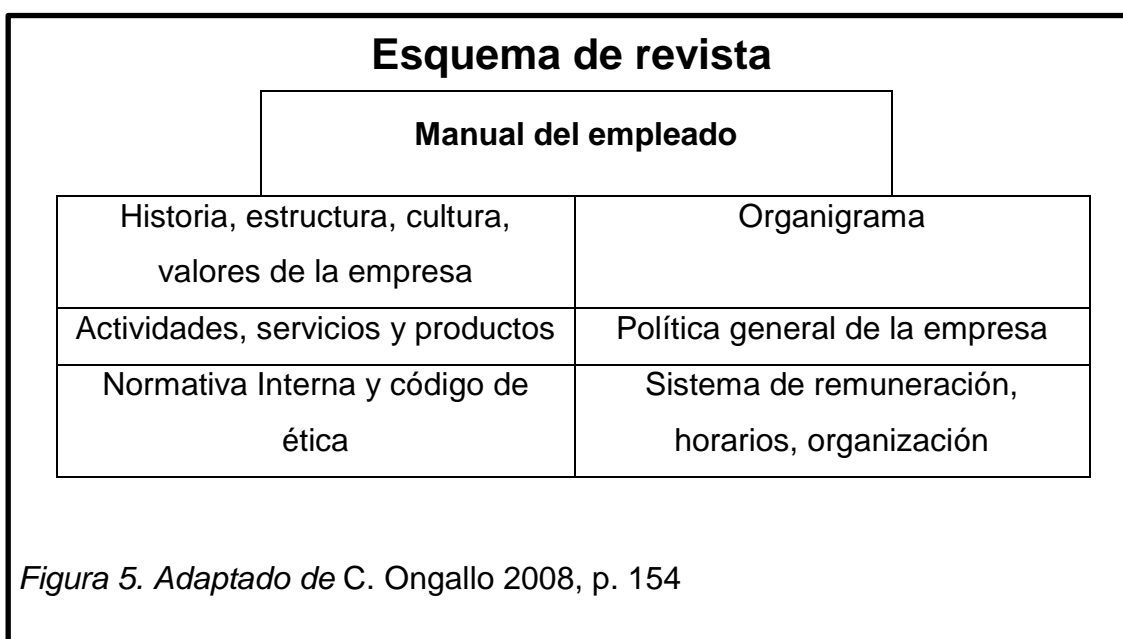 Esquema de revista
Manual del empleado
Historia, estructura, cultura,
valores de la empresa
Organigrama
Actividades, servicios y productos
Política general de la empresa
Normativa Interna y código de
ética
Sistema de remuneración,
horarios, organización
Figura 5. Adaptado de C. Ongallo 2008, p. 154